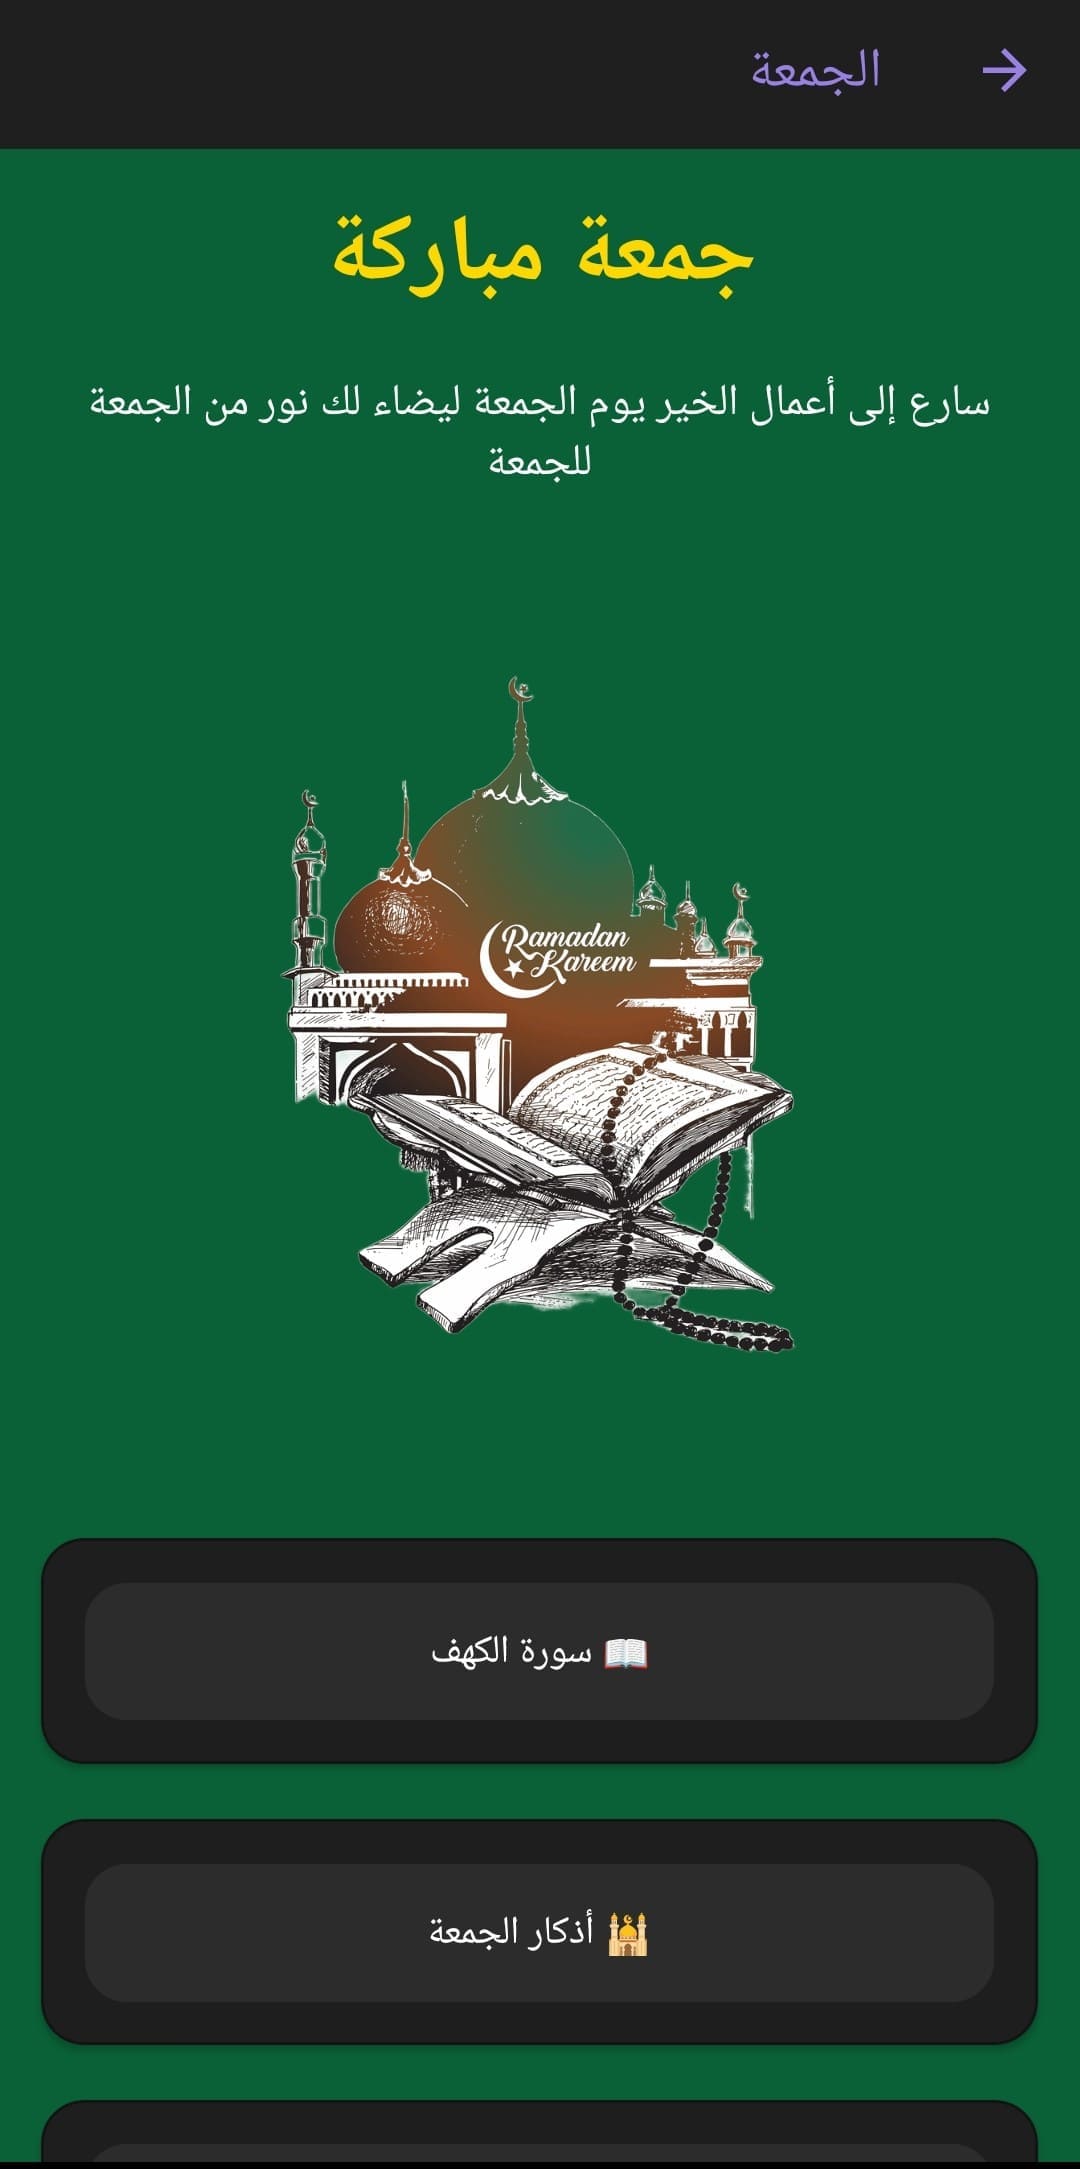 الجمعة
جمعة مباركة
سارع إلى أعمال الخير يوم الجمعة ليضاء لك نور من الجمعة
للجمعة
Ramadan
Kareem
📖 سورة الكهف
🕌 أذكار الجمعة